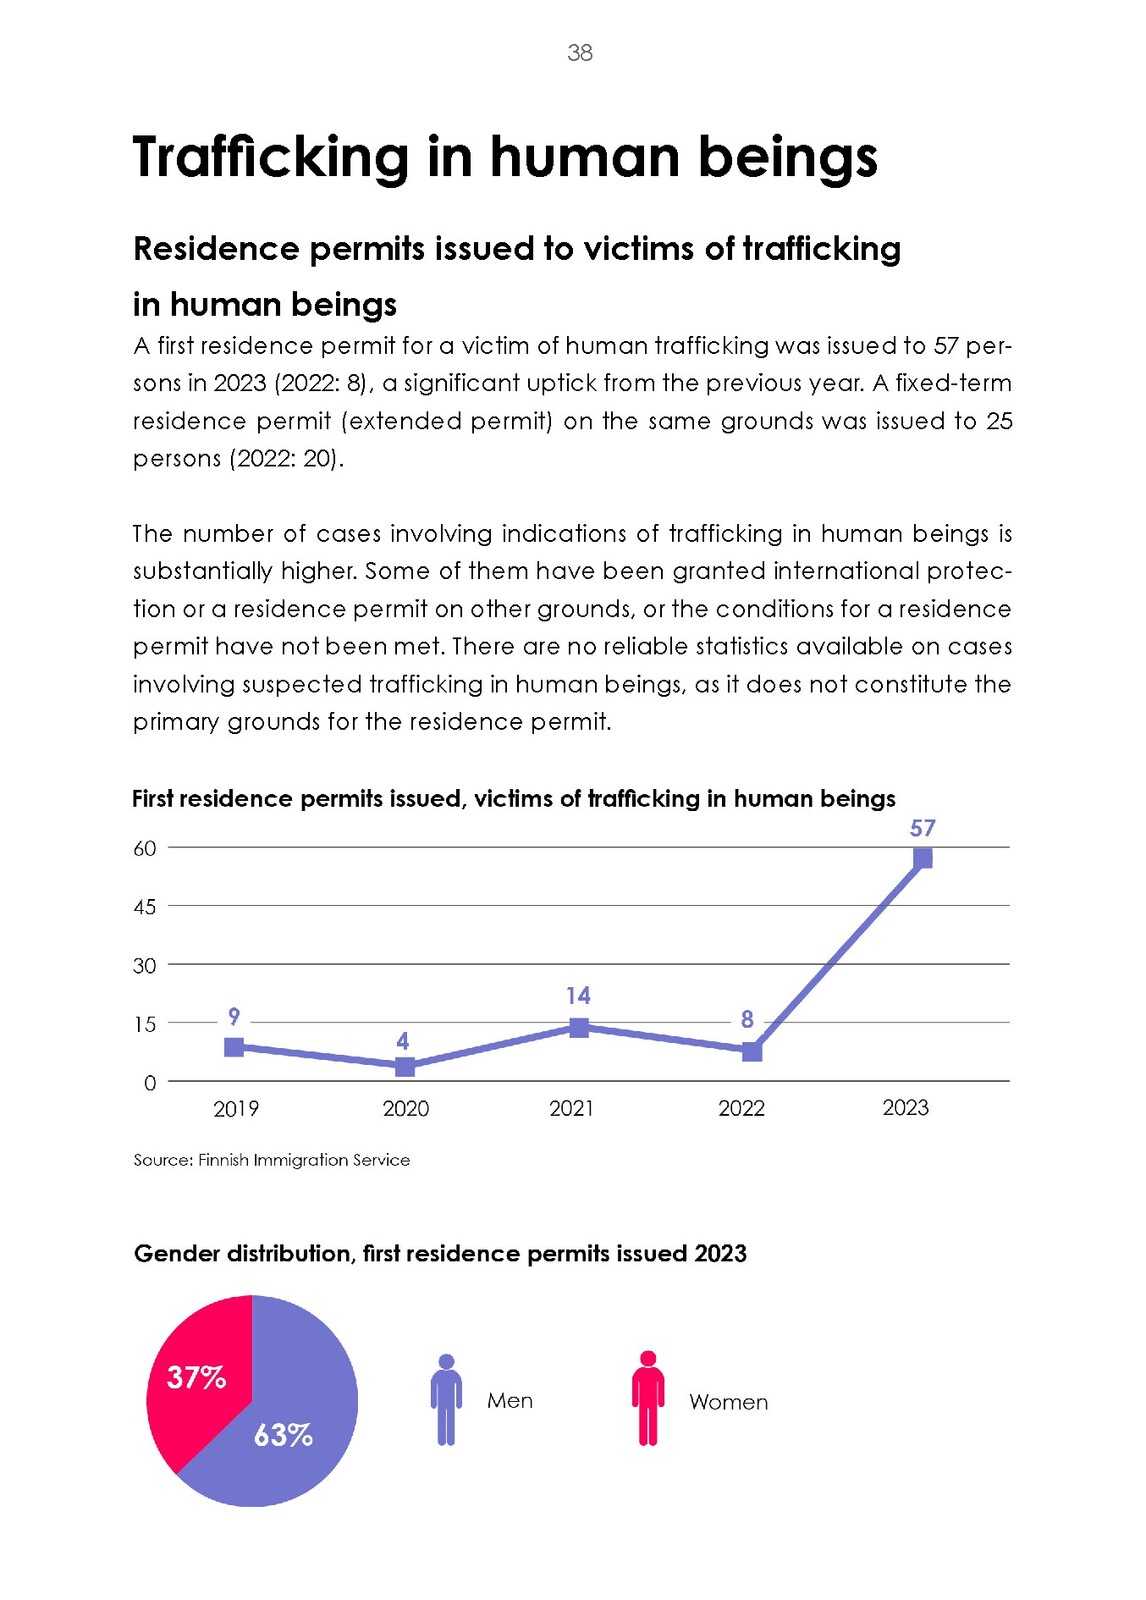 38
Trafficking in human beings
Residence permits issued to victims of trafficking
in human beings
A first residence permit for a victim of human trafficking was issued to 57 per-
sons in 2023 (2022: 8), a significant uptick from the previous year. A fixed-term
residence permit (extended permit) on the same grounds was issued to 25
persons (2022: 20).
The number of cases involving indications of trafficking in human beings is
substantially higher. Some of them have been granted international protec-
tion or a residence permit on other grounds, or the conditions for a residence
permit have not been met. There are no reliable statistics available on cases
involving suspected trafficking in human beings, as it does not constitute the
primary grounds for the residence permit.
First residence permits issued, victims of trafficking in human beings
57
60
45
30
14
9
8
15
4
0
2019 2020 2021 2022 2023
Source: Finnish Immigration Service
Gender distribution, first residence permits issued 2023
37%
63%
Men
Women